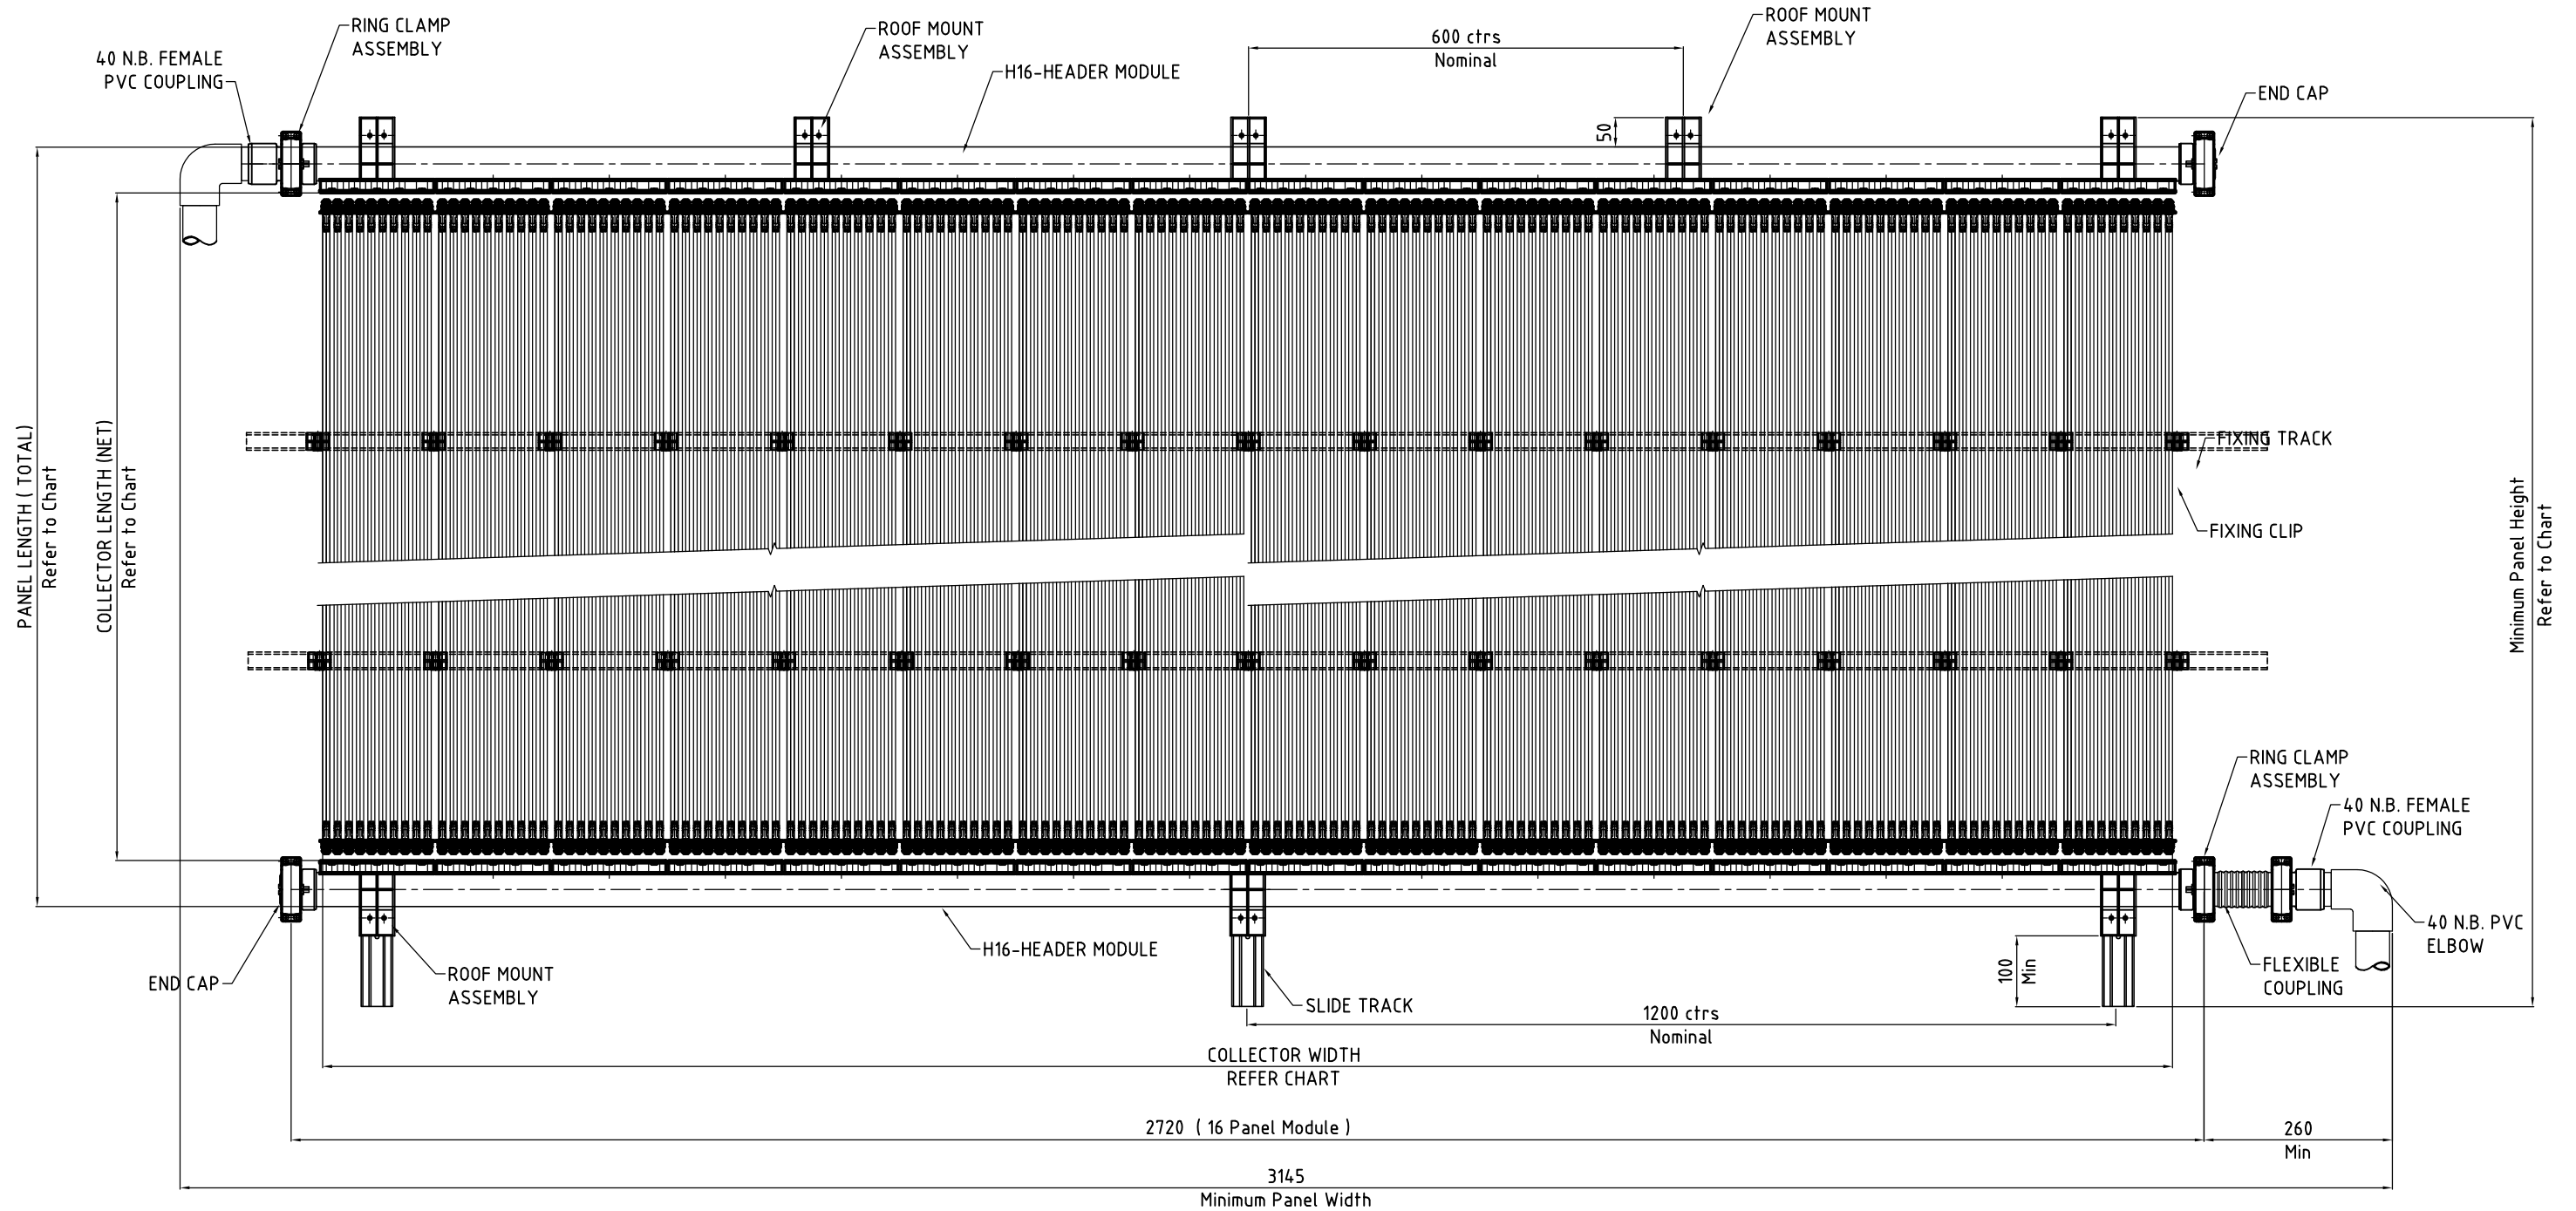 RING CLAMP
ASSEMBLY
40 N.B. FEMALE
PVC COUPLING
ROOF MOUNT
ASSEMBLY
H16-HEADER MODULE
600 ctrs
Nominal
ROOF MOUNT
ASSEMBLY
END CAP
50
PANEL LENGTH ( TOTAL)
Refer to Chart
COLLECTOR LENGTH (NET)
Refer to Chart
FIXING TRACK
FIXING CLIP
Minimum Panel Height
Refer to Chart
RING CLAMP
ASSEMBLY
40 N.B. FEMALE
PVC COUPLING
40 N.B. PVC
ELBOW
FLEXIBLE
COUPLING
END CAP
ROOF MOUNT
ASSEMBLY
H16-HEADER MODULE
SLIDE TRACK
100
Min
1200 ctrs
Nominal
COLLECTOR WIDTH
REFER CHART
2720 ( 16 Panel Module )
260
Min
3145
Minimum Panel Width